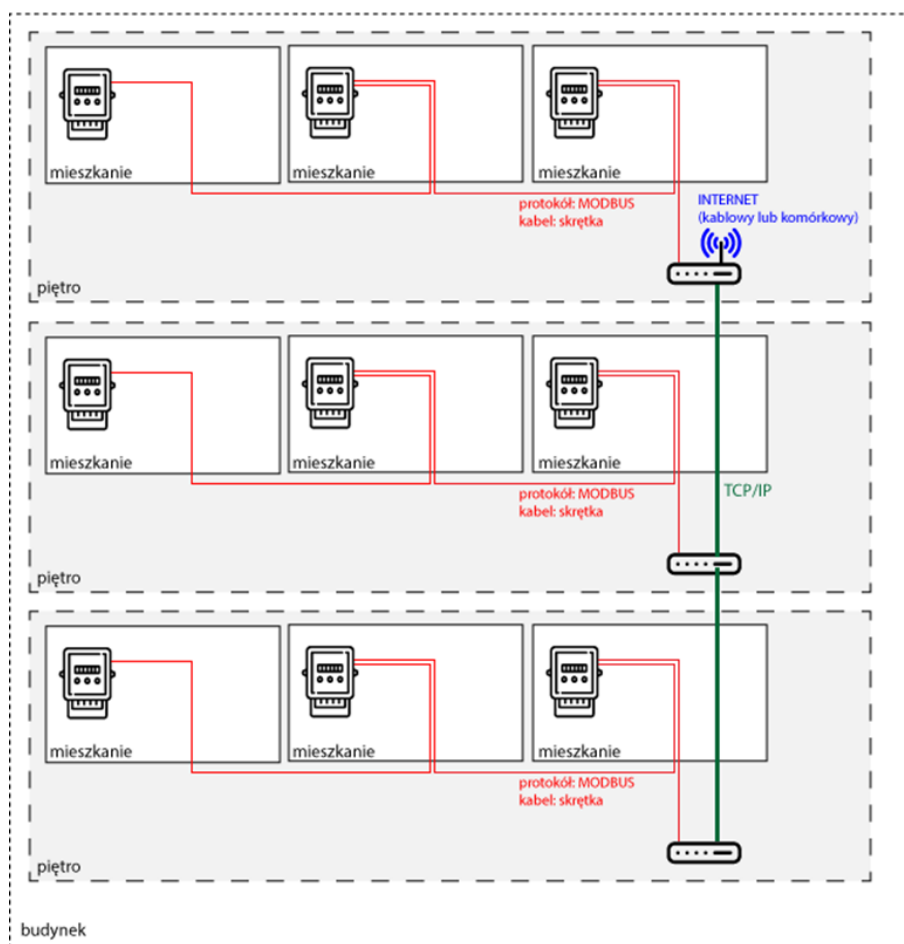 mieszkanie
mieszkanie
mieszkanie
protokół: MODBUS
kabel: skrętka
INTERNET
(kablowy lub komórkowy)
piętro
mieszkanie
mieszkanie
mieszkanie
protokół: MODBUS
kabel: skrętka
TCP/IP
piętro
mieszkanie
mieszkanie
mieszkanie
protokół: MODBUS
kabel: skrętka
piętro
budynek